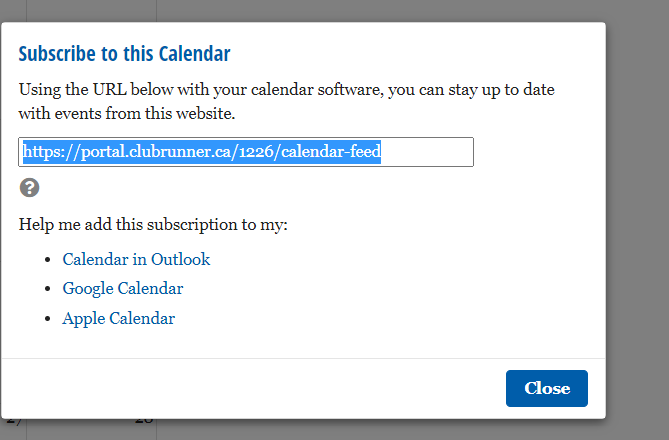 Subscribe to this Calendar
Using the URL below with your calendar software, you can stay up to date
with events from this website.
https://portal.clubrunner.ca/1226/calendar-feed
?
Help me add this subscription to my:
• Calendar in Outlook
• Google Calendar
• Apple Calendar
Close